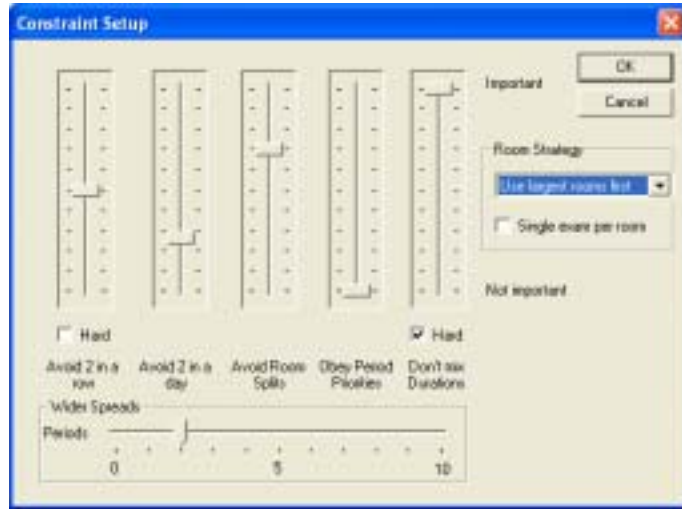 Constraint Setup
OK
Important
Cancel
Room Strategy
Use largest rooms first
Single exam per room
Not important
Hard
Hard
Avoid 2 in a
row
Avoid 2 in a
day
Avoid Room
Splits
Obey Period
Priorities
Don't mix
Durations
Wider Spreads
Periods
0
5
10